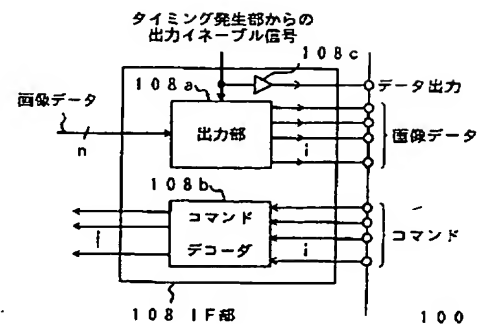 タイミング発生部からの
出力イネーブル信号
108c
108a
データ出力
画像データ
出力部
画像データ
n
i
108b
コマンド
デコーダ
コマンド
i
108 IF部
100